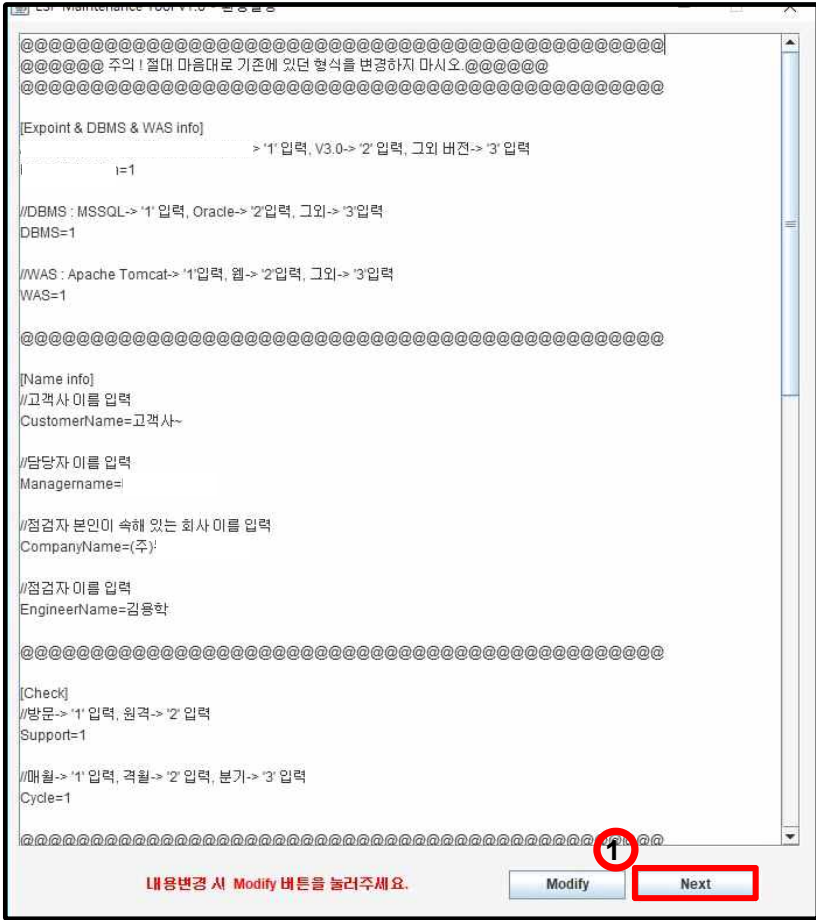 ESP Maintenance Tool v1.0 - 환경설정
@@@@@@@@@@@@@@@@@@@@@@@@@@@@@@@@@@@@@@@@@@@@@@
@@@@@@ 주의 ! 절대 마음대로 기존에 있던 형식을 변경하지 마시오.@@@@@@
@@@@@@@@@@@@@@@@@@@@@@@@@@@@@@@@@@@@@@@@@@@@@@
[Expoint & DBMS & WAS info]
> '1' 입력, V3.0-> '2' 입력, 그외 버전-> '3' 입력
=1
//DBMS : MSSQL-> '1' 입력, Oracle-> '2'입력, 그외-> '3'입력
DBMS=1
//WAS : Apache Tomcat-> '1'입력, 웹-> '2'입력, 그외-> '3'입력
WAS=1
@@@@@@@@@@@@@@@@@@@@@@@@@@@@@@@@@@@@@@@@@@@@@@
[Name info]
//고객사 이름 입력
CustomerName=고객사~
//담당자 이름 입력
Managername=
//점검자 본인이 속해 있는 회사 이름 입력
CompanyName=(주)
//점검자 이름 입력
EngineerName=김용학
@@@@@@@@@@@@@@@@@@@@@@@@@@@@@@@@@@@@@@@@@@@@@@
[Check]
//방문-> '1' 입력, 원격-> '2' 입력
Support=1
//매월-> '1' 입력, 격월-> '2' 입력, 분기-> '3' 입력
Cycle=1
@@@@@@@@@@@@@@@@@@@@@@@@@@@@@@@@@@@@@@@@@@@@@@
1
내용변경 시 Modify 버튼을 눌러주세요.
Modify
Next